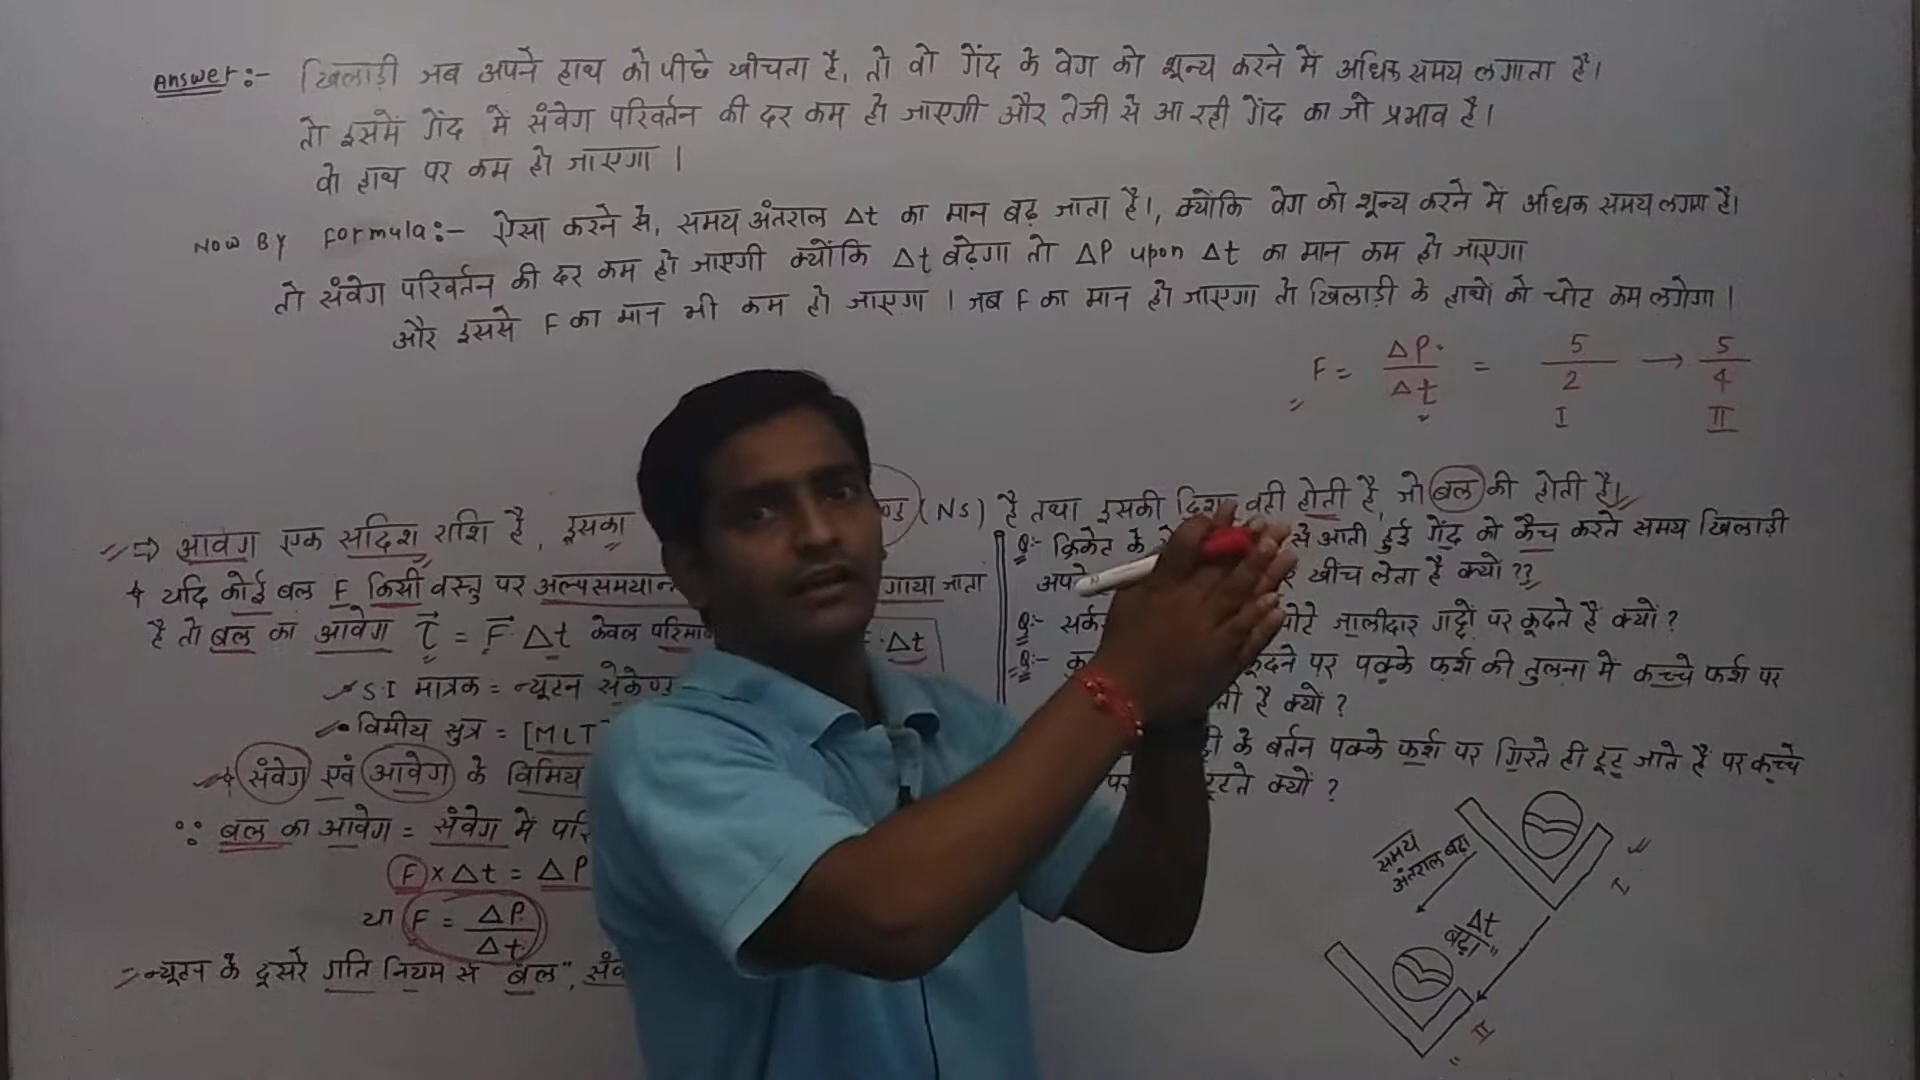 Answer:- खिलाड़ी जब अपने हाथ को पीछे खींचता है, तो वो गेंद के वेग को शून्य करने में अधिक समय लगाता है।
तो इसमें गेंद में संवेग परिवर्तन की दर कम हो जाएगी और तेजी से आ रही गेंद का जो प्रभाव है।
वो हाथ पर कम हो जाएगा।
Now By Formula:- ऐसा करने से, समय अंतराल Δt का मान बढ़ जाता है।, क्योंकि वेग को शून्य करने में अधिक समय लगा है।
तो संवेग परिवर्तन की दर कम हो जाएगी क्योंकि Δt बढ़ेगा तो ΔP upon Δt का मान कम हो जाएगा
और इससे F का मान भी कम हो जाएगा। जब F का मान हो जाएगा तो खिलाड़ी के हाथों को चोट कम लगेगा।
F = ΔP/Δt = 5/2 → 5/4
I II
⇒ आवेग एक सदिश राशि है, इसका (NS) है तथा इसकी दिशा वही होती है, जो बल की होती है।
यदि कोई बल F किसी वस्तु पर गाया जाता
है तो बल का आवेग = F⃗ · Δt केवल · Δt
SI मात्रक = न्यूटन सेकेण्ड
विमीय सुत्र = [MLT
संवेग एवं आवेग के
∵ बल का आवेग = संवेग में
F × Δt = ΔP
या F = ΔP/Δt
न्यूटन के दूसरे गति नियम से बल",
Q:- क्रिकेट के से आती हुई गेंद को कैच करते समय खिलाड़ी
खींच लेता है क्यों??
Q:- जालीदार गद्दों पर कूदते हैं क्यों?
Q:- कूदने पर पक्के फर्श की तुलना में कच्चे फर्श पर
है क्यों?
के बर्तन पक्के फर्श पर गिरते ही टूट जाते हैं पर कच्चे
पर टूटते क्यों?
समय
अंतराल बढ़ा
I
Δt
बढ़ा"
II